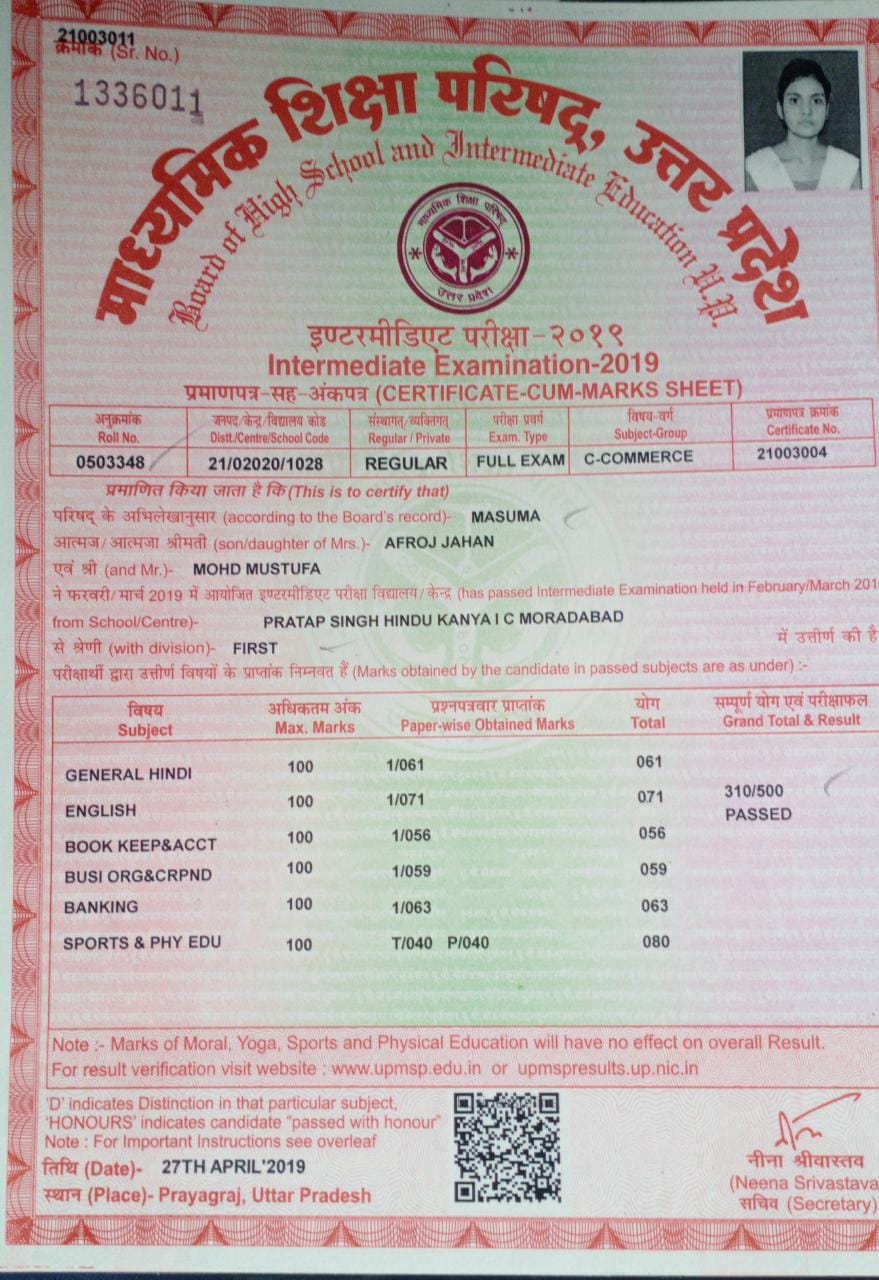 21003011
क्रमांक (Sr. No.)
1336011
माध्यमिक शिक्षा परिषद्, उत्तर प्रदेश
Board of High School and Intermediate Education U.P.
माध्यमिक शिक्षा परिषद्
उत्तर प्रदेश
इण्टरमीडिएट परीक्षा-२०१९
Intermediate Examination-2019
प्रमाणपत्र-सह-अंकपत्र (CERTIFICATE-CUM-MARKS SHEET)
अनुक्रमांक जनपद/केन्द्र/विद्यालय कोड संस्थागत/व्यक्तिगत् परीक्षा प्रवर्ग विषय-वर्ग प्रमाणपत्र क्रमांक
Roll No. Distt./Centre/School Code Regular / Private Exam. Type Subject-Group Certificate No.
0503348 21/02020/1028 REGULAR FULL EXAM C-COMMERCE 21003004
प्रमाणित किया जाता है कि (This is to certify that)
परिषद् के अभिलेखानुसार (according to the Board's record)- MASUMA
आत्मज/आत्मजा श्रीमती (son/daughter of Mrs.)- AFROJ JAHAN
एवं श्री (and Mr.)- MOHD MUSTUFA
ने फरवरी/मार्च 2019 में आयोजित इण्टरमीडिएट परीक्षा विद्यालय/केन्द्र (has passed Intermediate Examination held in February/March 201
from School/Centre)- PRATAP SINGH HINDU KANYA I C MORADABAD
से श्रेणी (with division)- FIRST में उत्तीर्ण की है
परीक्षार्थी द्वारा उत्तीर्ण विषयों के प्राप्तांक निम्नवत हैं (Marks obtained by the candidate in passed subjects are as under) :-
विषय अधिकतम अंक प्रश्नपत्रवार प्राप्तांक योग सम्पूर्ण योग एवं परीक्षाफल
Subject Max. Marks Paper-wise Obtained Marks Total Grand Total & Result
GENERAL HINDI 100 1/061 061
ENGLISH 100 1/071 071 310/500
PASSED
BOOK KEEP&ACCT 100 1/056 056
BUSI ORG&CRPND 100 1/059 059
BANKING 100 1/063 063
SPORTS & PHY EDU 100 T/040 P/040 080
Note :- Marks of Moral, Yoga, Sports and Physical Education will have no effect on overall Result.
For result verification visit website : www.upmsp.edu.in or upmspresults.up.nic.in
'D' indicates Distinction in that particular subject,
'HONOURS' indicates candidate "passed with honour"
Note : For Important Instructions see overleaf
तिथि (Date)- 27TH APRIL'2019
स्थान (Place)- Prayagraj, Uttar Pradesh
नीना श्रीवास्तव
(Neena Srivastava
सचिव (Secretary)